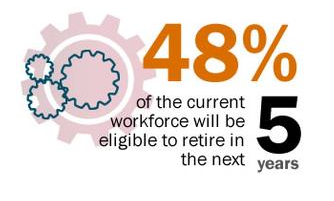 48%
of the current
workforce will be
eligible to retire in
the next
5
years